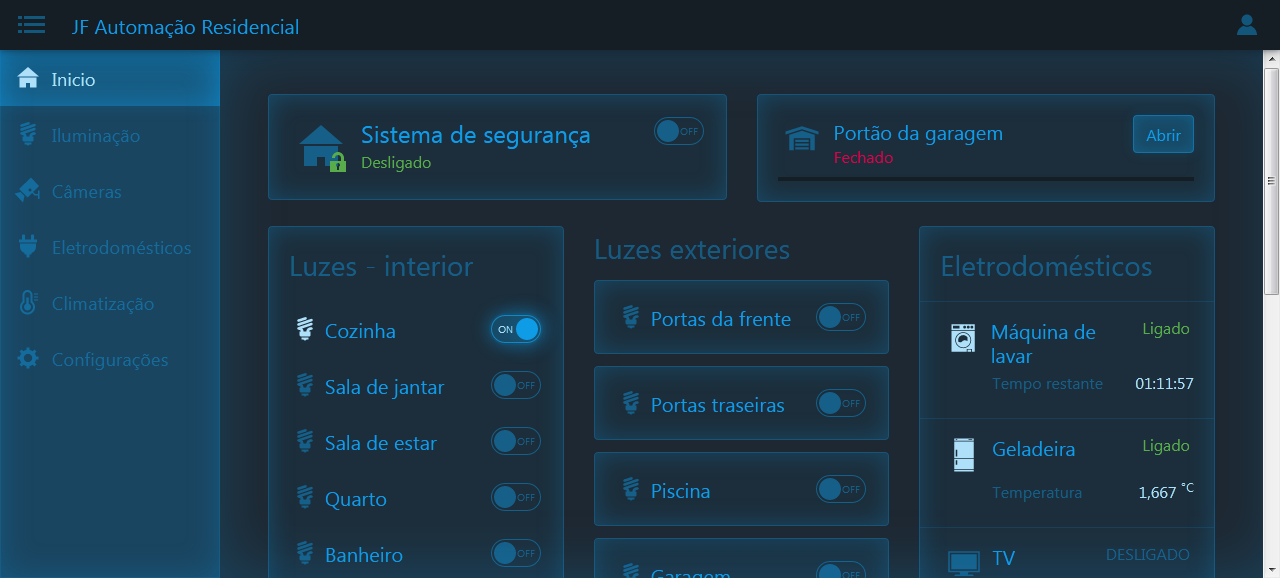 JF Automação Residencial
Inicio
Iluminação
Câmeras
Eletrodomésticos
Climatização
Configurações
Sistema de segurança
OFF
Desligado
Portão da garagem
Abrir
Fechado
Luzes - interior
Cozinha
ON
Sala de jantar
OFF
Sala de estar
OFF
Quarto
OFF
Banheiro
OFF
Luzes exteriores
Portas da frente
OFF
Portas traseiras
OFF
Piscina
OFF
Garagem
OFF
Eletrodomésticos
Máquina de
lavar
Ligado
Tempo restante 01:11:57
Geladeira
Ligado
Temperatura 1,667 °C
TV
DESLIGADO